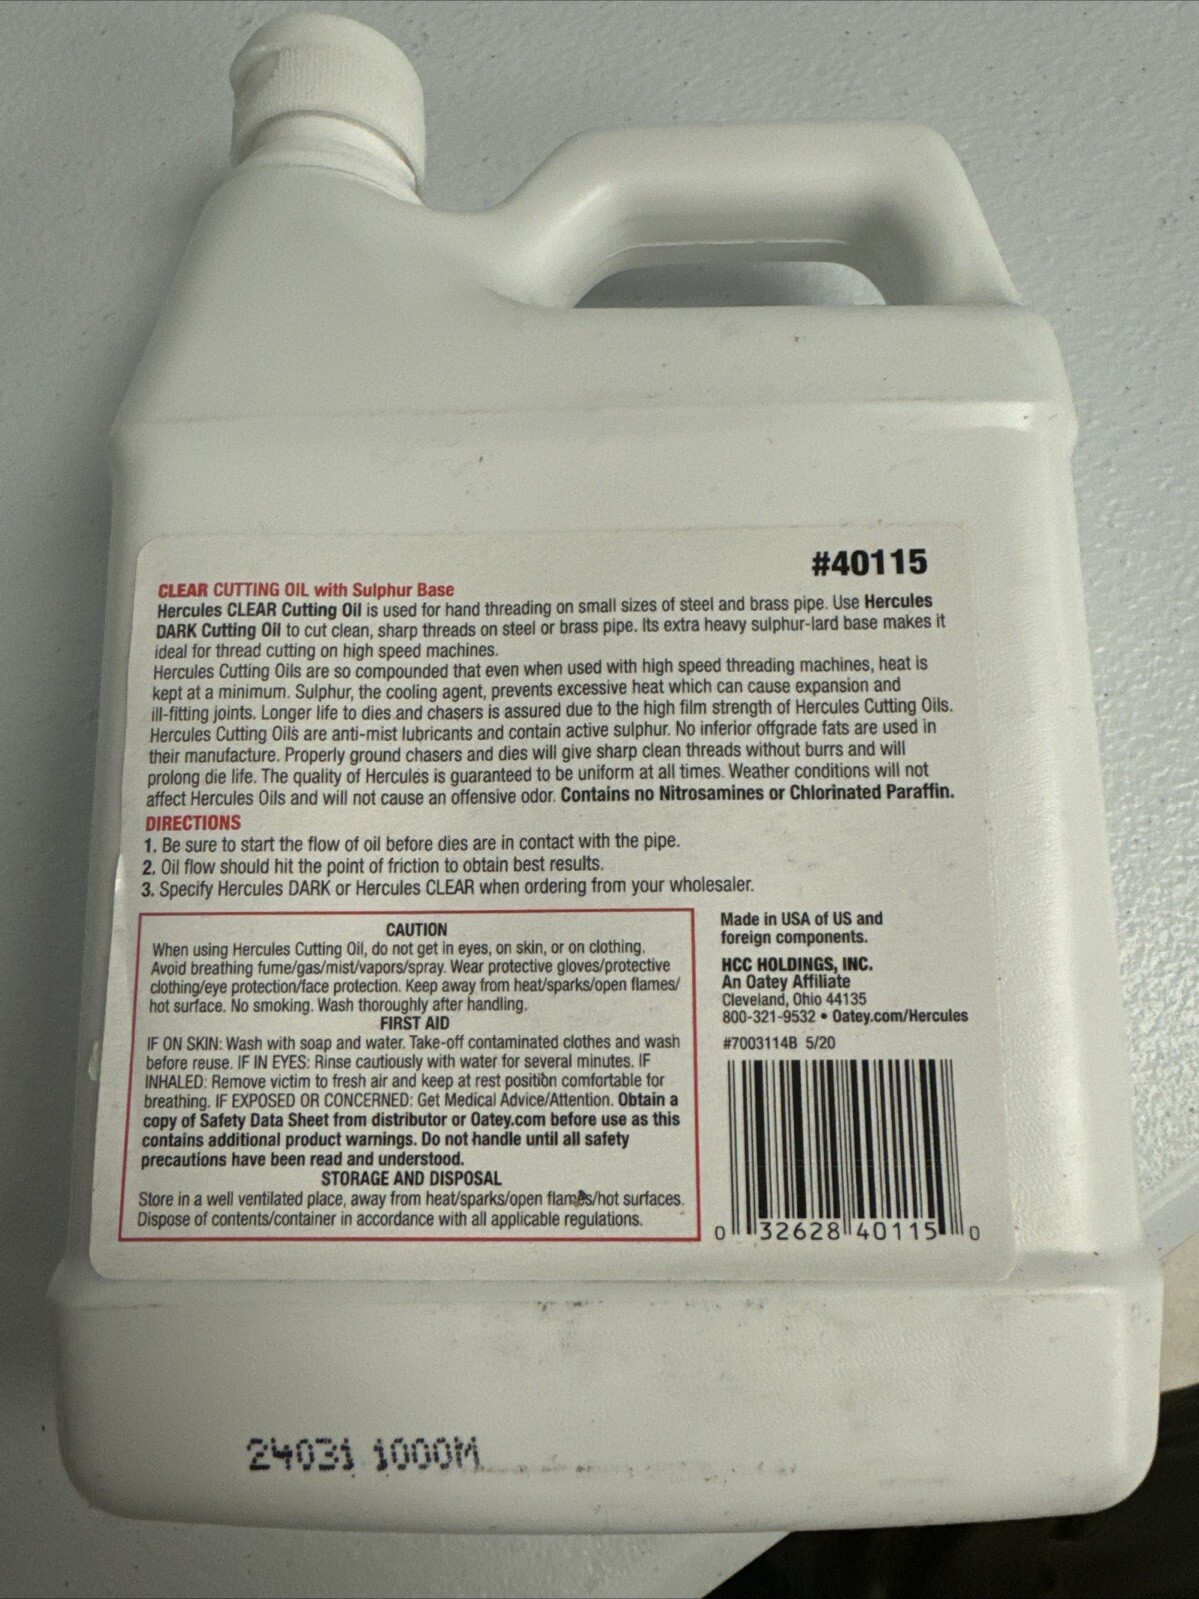 #40115
CLEAR CUTTING OIL with Sulphur Base
Hercules CLEAR Cutting Oil is used for hand threading on small sizes of steel and brass pipe. Use Hercules
DARK Cutting Oil to cut clean, sharp threads on steel or brass pipe. Its extra heavy sulphur-lard base makes it
ideal for thread cutting on high speed machines.
Hercules Cutting Oils are so compounded that even when used with high speed threading machines, heat is
kept at a minimum. Sulphur, the cooling agent, prevents excessive heat which can cause expansion and
ill-fitting joints. Longer life to dies and chasers is assured due to the high film strength of Hercules Cutting Oils.
Hercules Cutting Oils are anti-mist lubricants and contain active sulphur. No inferior offgrade fats are used in
their manufacture. Properly ground chasers and dies will give sharp clean threads without burrs and will
prolong die life. The quality of Hercules is guaranteed to be uniform at all times. Weather conditions will not
affect Hercules Oils and will not cause an offensive odor. Contains no Nitrosamines or Chlorinated Paraffin.
DIRECTIONS
1. Be sure to start the flow of oil before dies are in contact with the pipe.
2. Oil flow should hit the point of friction to obtain best results.
3. Specify Hercules DARK or Hercules CLEAR when ordering from your wholesaler.
CAUTION
When using Hercules Cutting Oil, do not get in eyes, on skin, or on clothing.
Avoid breathing fume/gas/mist/vapors/spray. Wear protective gloves/protective
clothing/eye protection/face protection. Keep away from heat/sparks/open flames/
hot surface. No smoking. Wash thoroughly after handling.
FIRST AID
IF ON SKIN: Wash with soap and water. Take-off contaminated clothes and wash
before reuse. IF IN EYES: Rinse cautiously with water for several minutes. IF
INHALED: Remove victim to fresh air and keep at rest position comfortable for
breathing. IF EXPOSED OR CONCERNED: Get Medical Advice/Attention. Obtain a
copy of Safety Data Sheet from distributor or Oatey.com before use as this
contains additional product warnings. Do not handle until all safety
precautions have been read and understood.
STORAGE AND DISPOSAL
Store in a well ventilated place, away from heat/sparks/open flames/hot surfaces.
Dispose of contents/container in accordance with all applicable regulations.
Made in USA of US and
foreign components.
HCC HOLDINGS, INC.
An Oatey Affiliate
Cleveland, Ohio 44135
800-321-9532 • Oatey.com/Hercules
#7003114B 5/20
0 32628 40115 0
24031 1000M